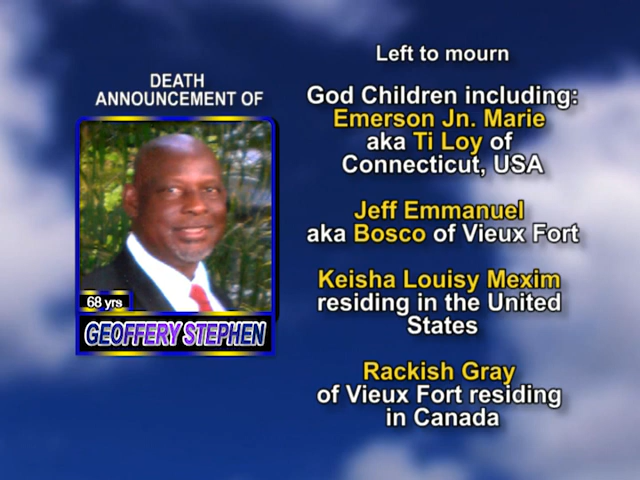 DEATH
ANNOUNCEMENT OF
68 yrs
GEOFFERY STEPHEN
Left to mourn
God Children including:
Emerson Jn. Marie
aka Ti Loy of
Connecticut, USA
Jeff Emmanuel
aka Bosco of Vieux Fort
Keisha Louisy Mexim
residing in the United
States
Rackish Gray
of Vieux Fort residing
in Canada